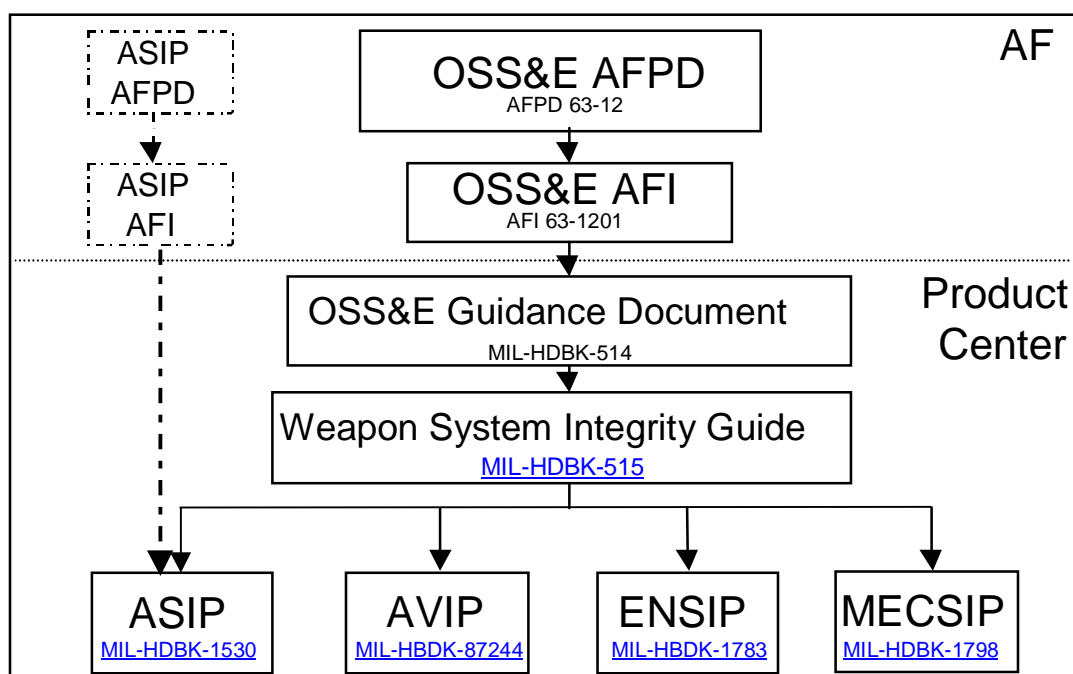 AF
ASIP
AFPD
OSS&E AFPD
AFPD 63-12
ASIP
AFI
OSS&E AFI
AFI 63-1201
Product
Center
OSS&E Guidance Document
MIL-HDBK-514
Weapon System Integrity Guide
MIL-HDBK-515
ASIP
MIL-HDBK-1530
AVIP
MIL-HBDK-87244
ENSIP
MIL-HBDK-1783
MECSIP
MIL-HDBK-1798